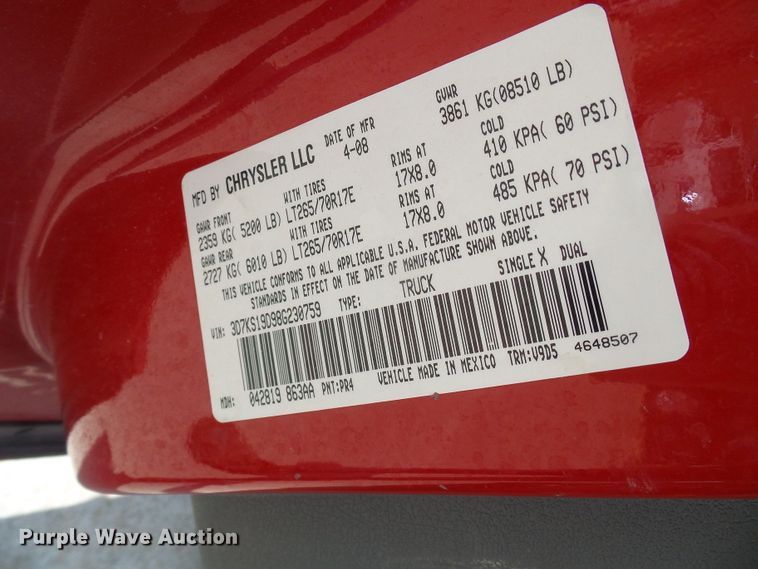 MFD BY CHRYSLER LLC DATE OF MFR 4-08 GVWR 3861 KG(08510 LB)
GAWR FRONT WITH TIRES RIMS AT COLD
2359 KG( 5200 LB) LT265/70R17E 17X8.0 410 KPA( 60 PSI)
GAWR REAR WITH TIRES RIMS AT COLD
2727 KG( 6010 LB) LT265/70R17E 17X8.0 485 KPA( 70 PSI)
THIS VEHICLE CONFORMS TO ALL APPLICABLE U.S.A. FEDERAL MOTOR VEHICLE SAFETY
STANDARDS IN EFFECT ON THE DATE OF MANUFACTURE SHOWN ABOVE.
VIN: 3D7KS19D98G230759 TYPE: TRUCK SINGLE X DUAL
MDH: 042819 863AA PNT:PR4 VEHICLE MADE IN MEXICO TRM:V9D5 4648507
Purple Wave Auction